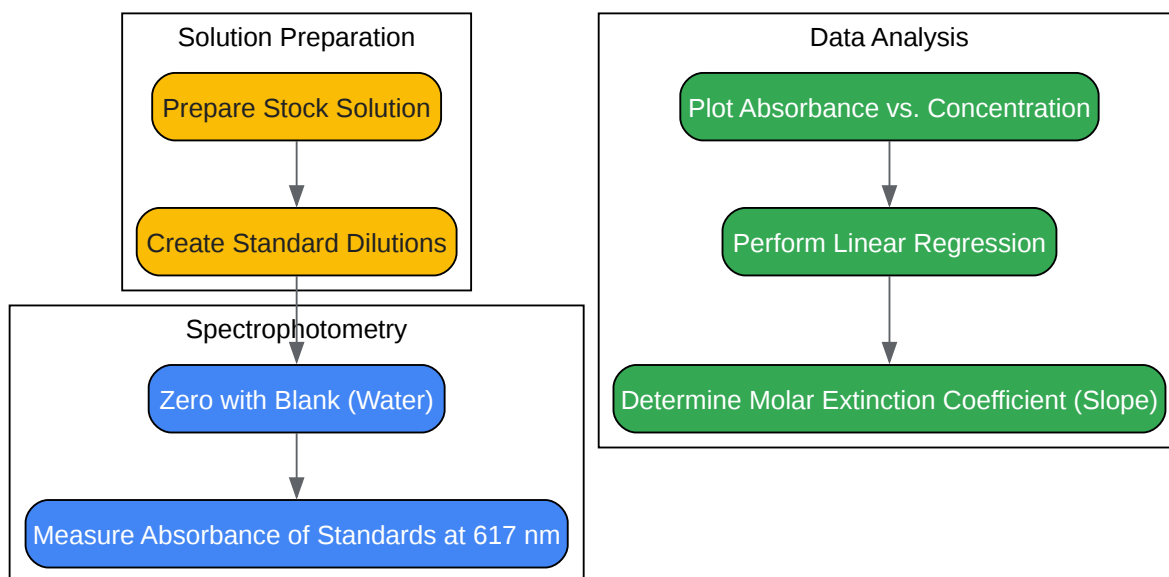 Solution Preparation
Prepare Stock Solution
Create Standard Dilutions
Spectrophotometry
Zero with Blank (Water)
Measure Absorbance of Standards at 617 nm
Data Analysis
Plot Absorbance vs. Concentration
Perform Linear Regression
Determine Molar Extinction Coefficient (Slope)